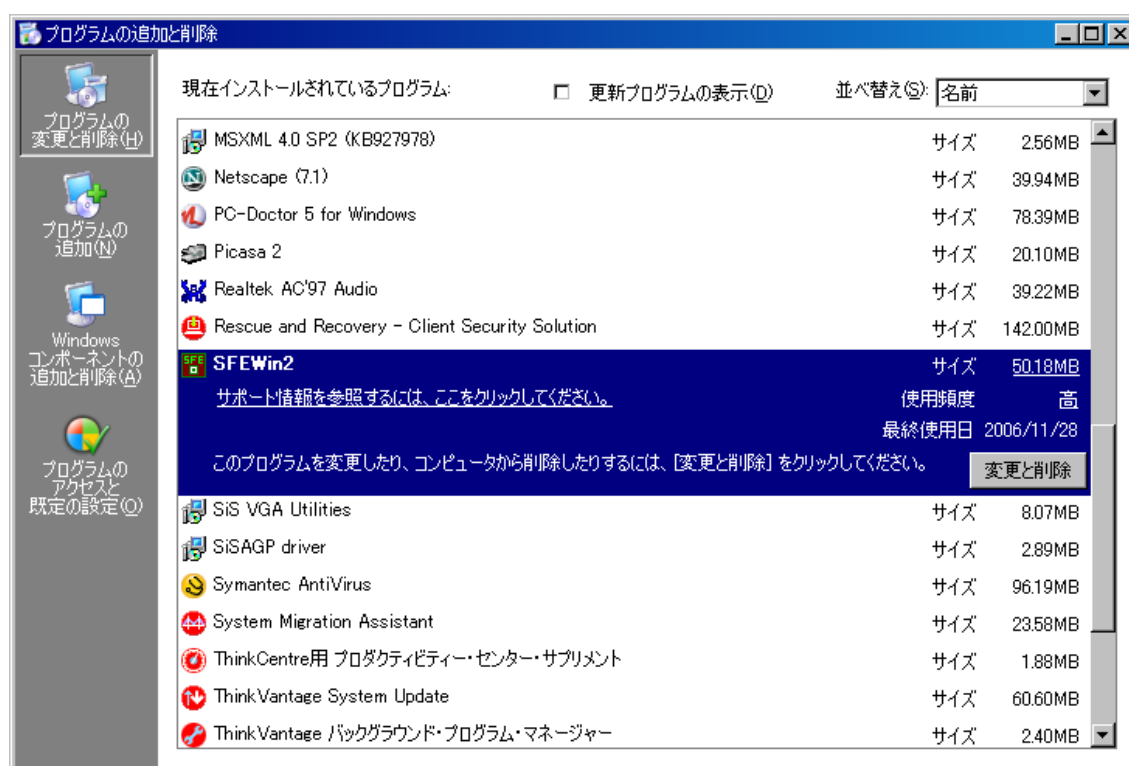 プログラムの追加と削除
プログラムの
変更と削除(H)
プログラムの
追加(N)
Windows
コンポーネントの
追加と削除(A)
プログラムの
アクセスと
既定の設定(O)
現在インストールされているプログラム:
更新プログラムの表示(D)
並べ替え(S):
名前
MSXML 4.0 SP2 (KB927978) サイズ 2.56MB
Netscape (7.1) サイズ 39.94MB
PC-Doctor 5 for Windows サイズ 78.39MB
Picasa 2 サイズ 20.10MB
Realtek AC'97 Audio サイズ 39.22MB
Rescue and Recovery - Client Security Solution サイズ 142.00MB
SFE
SFEWin2 サイズ 50.18MB
サポート情報を参照するには、ここをクリックしてください。 使用頻度 高
最終使用日 2006/11/28
このプログラムを変更したり、コンピュータから削除したりするには、[変更と削除] をクリックしてください。 変更と削除
SiS VGA Utilities サイズ 8.07MB
SiSAGP driver サイズ 2.89MB
Symantec AntiVirus サイズ 96.19MB
System Migration Assistant サイズ 23.58MB
ThinkCentre用 プロダクティビティー・センター・サプリメント サイズ 1.88MB
ThinkVantage System Update サイズ 60.60MB
ThinkVantage バックグラウンド・プログラム・マネージャー サイズ 2.40MB